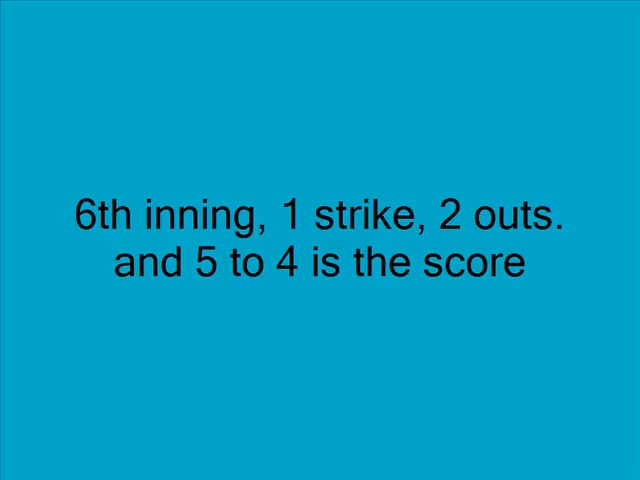 6th inning, 1 strike, 2 outs.
and 5 to 4 is the score